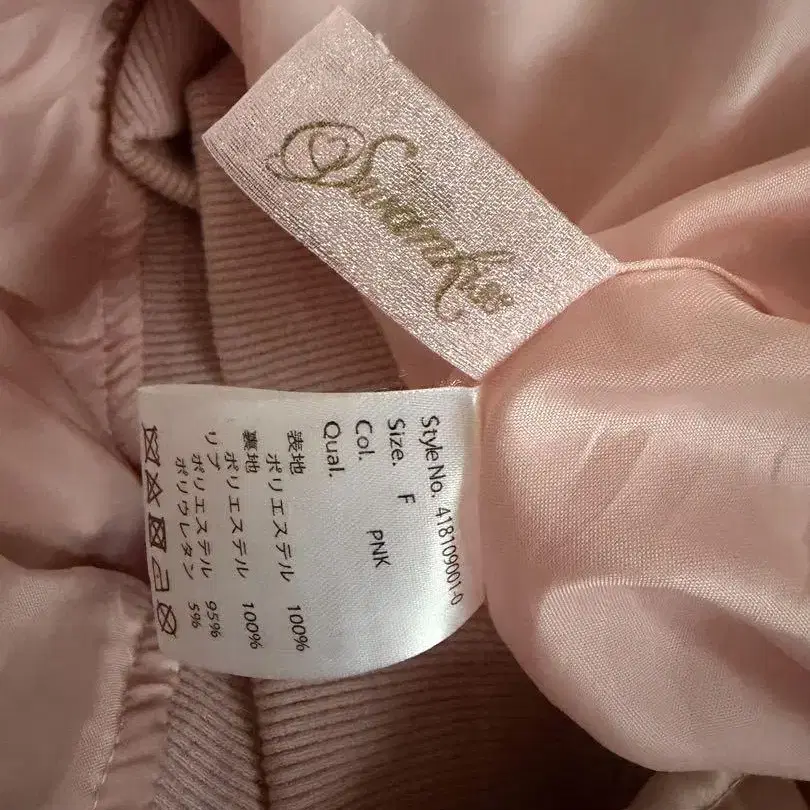 Swankiss
Style No. 418109001-0
Size. F
Col. PNK
Qual.
表地
ポリエステル 100%
裏地
ポリエステル 100%
リブ
ポリエステル 95%
ポリウレタン 5%